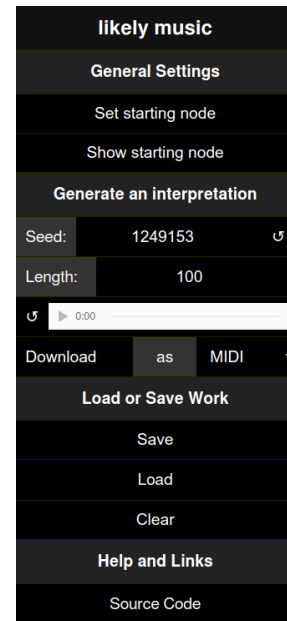 likely music
General Settings
Set starting node
Show starting node
Generate an interpretation
Seed: 1249153 ↺
Length: 100
↺ 0:00
Download as MIDI
Load or Save Work
Save
Load
Clear
Help and Links
Source Code